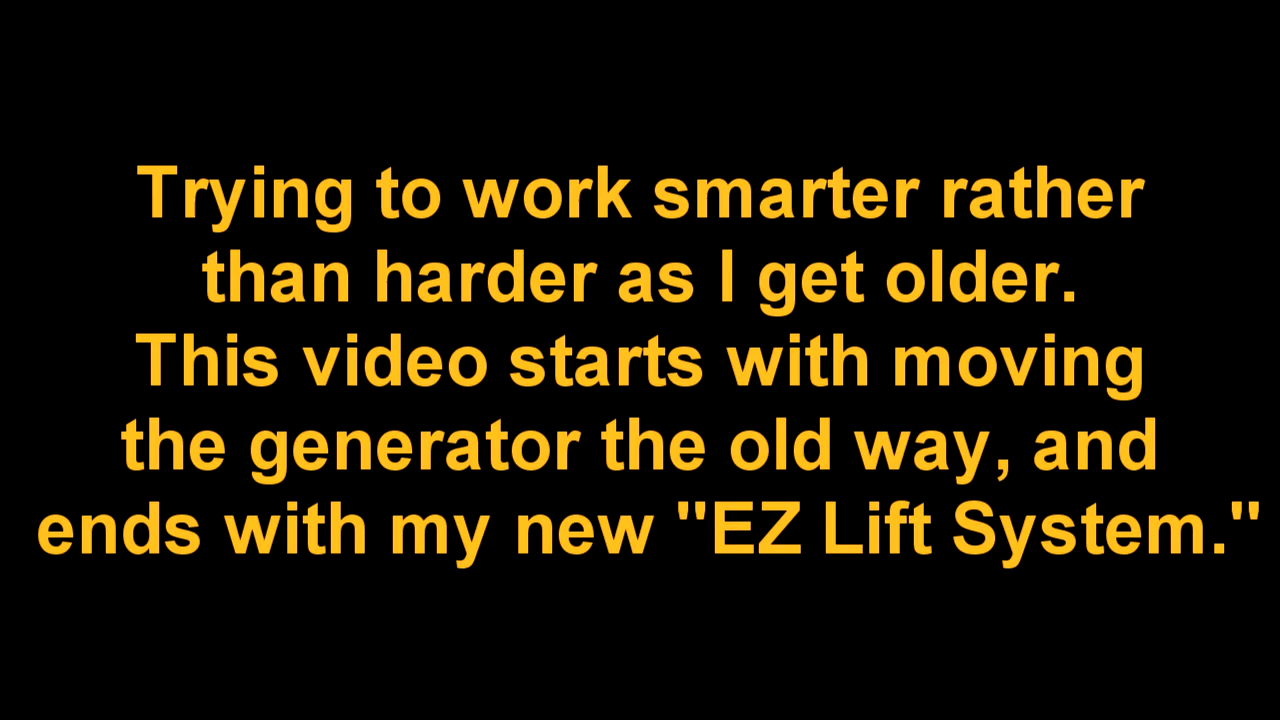 Trying to work smarter rather
than harder as I get older.
This video starts with moving
the generator the old way, and
ends with my new "EZ Lift System."